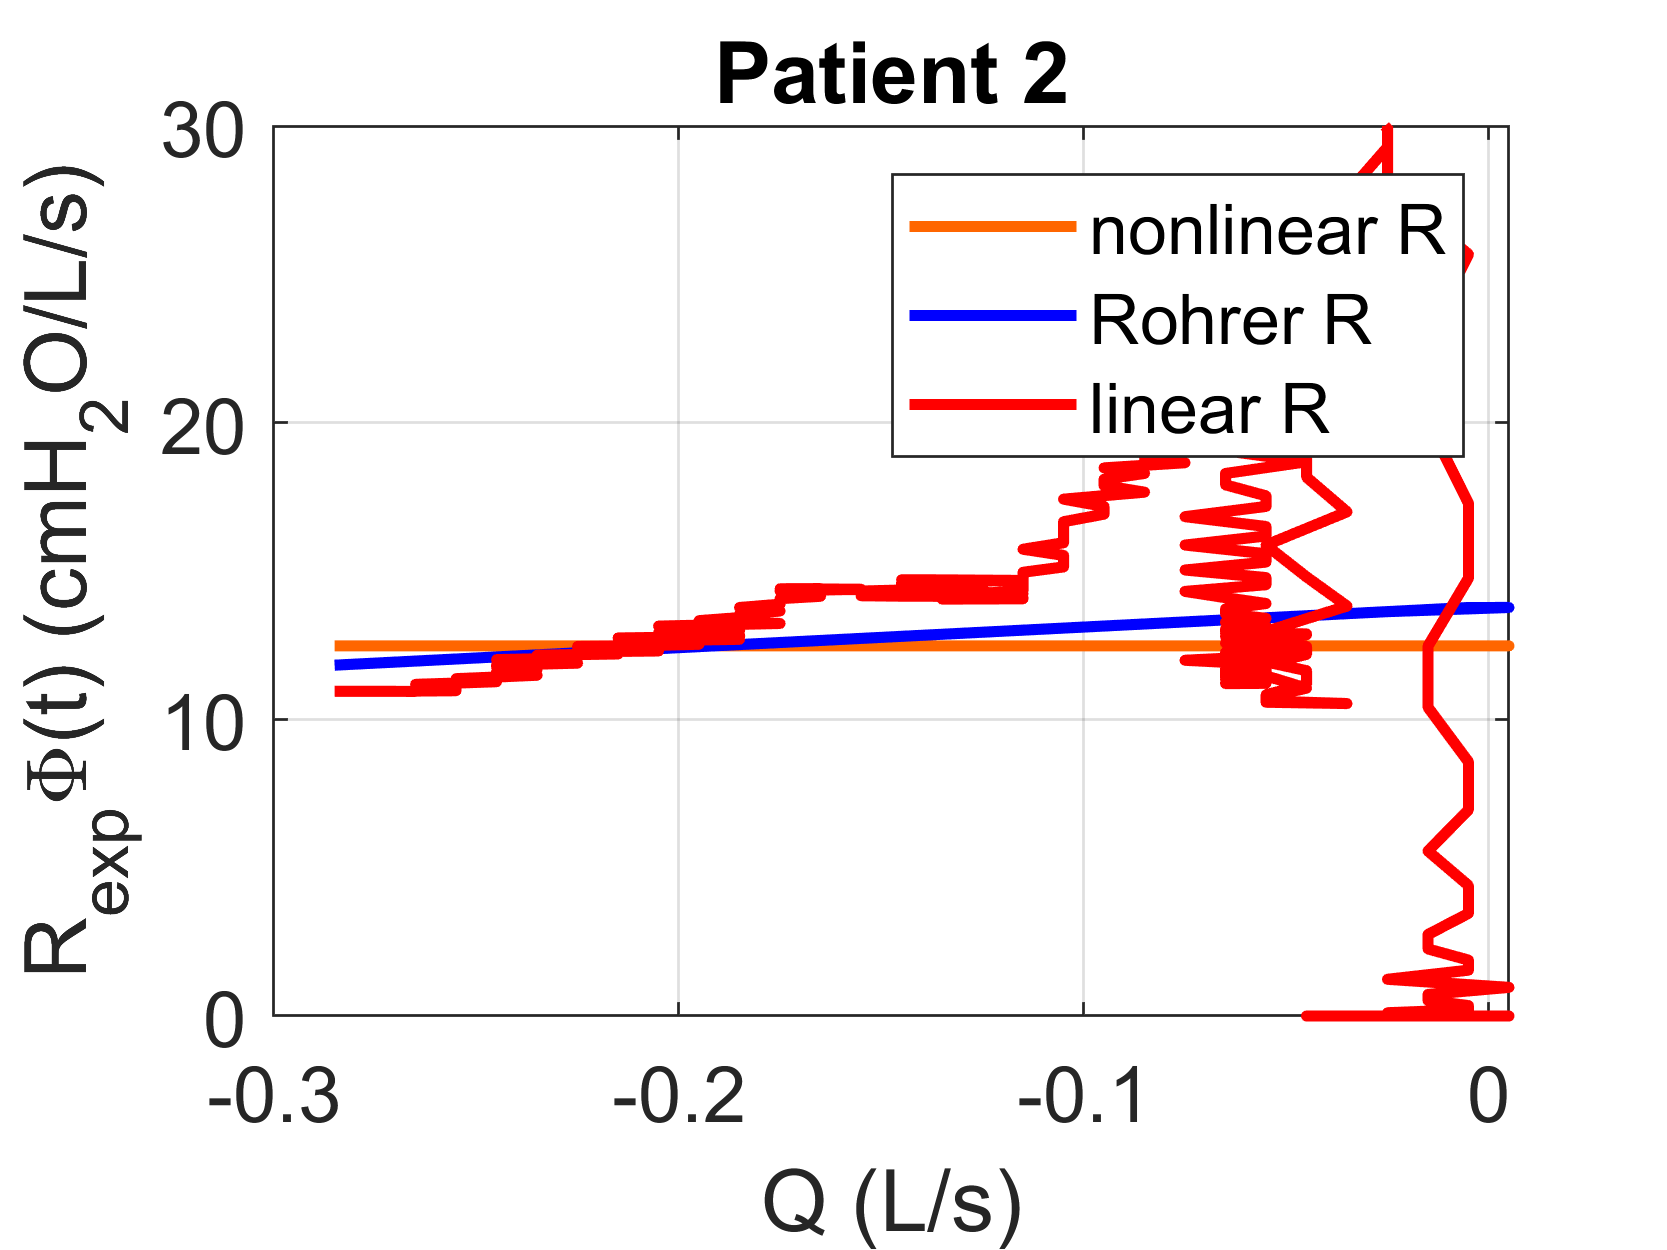 Patient 2
R_expΦ(t) (cmH_2O/L/s)
30
20
10
0
nonlinear R
Rohrer R
linear R
-0.3 -0.2 -0.1 0
Q (L/s)